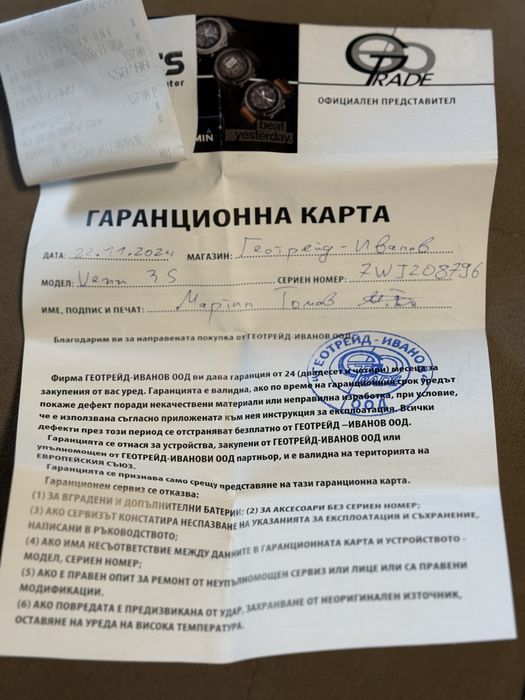 TS
nter
MIN
beat
yesterday.
GEO
TRADE
ОФИЦИАЛЕН ПРЕДСТАВИТЕЛ
ГАРАНЦИОННА КАРТА
ДАТА: 22.11.2024 МАГАЗИН: Геотрейд - Иванов
МОДЕЛ: Venu 3S СЕРИЕН НОМЕР: 7WJ208796
ИМЕ, ПОДПИС И ПЕЧАТ: Мартин Томов
Благодарим ви за направената покупка от ГЕОТРЕЙД-ИВАНОВ ООД
"ГЕОТРЕЙД - ИВАНОВ"
ООД
Фирма ГЕОТРЕЙД-ИВАНОВ ООД ви дава гаранция от 24 (двадесет и четири) месеца за
закупения от вас уред. Гаранцията е валидна, ако по време на гаранционния срок уредът
покаже дефект поради некачествени материали или неправилна изработка, при условие,
че е използвана съгласно приложената към нея инструкция за експлоатация. Всички
дефекти през този период се отстраняват безплатно от ГЕОТРЕЙД –ИВАНОВ ООД.
Гаранцията се отнася за устройства, закупени от ГЕОТРЕЙД-ИВАНОВ ООД или
упълномощен от ГЕОТРЕЙД-ИВАНОВИ ООД партньор, и е валидна на територията на
ЕВРОПЕЙСКИЯ СЪЮЗ.
Гаранцията се признава само срещу представяне на тази гаранционна карта.
Гаранционен сервиз се отказва:
(1) ЗА ВГРАДЕНИ И ДОПЪЛНИТЕЛНИ БАТЕРИИ; (2) ЗА АКСЕСОАРИ БЕЗ СЕРИЕН НОМЕР;
(3) АКО СЕРВИЗЪТ КОНСТАТИРА НЕСПАЗВАНЕ НА УКАЗАНИЯТА ЗА ЕКСПЛОАТАЦИЯ И СЪХРАНЕНИЕ,
НАПИСАНИ В РЪКОВОДСТВОТО;
(4) АКО ИМА НЕСЪОТВЕТСТВИЕ МЕЖДУ ДАННИТЕ В ГАРАНЦИОННАТА КАРТА И УСТРОЙСТВОТО -
МОДЕЛ, СЕРИЕН НОМЕР;
(5) АКО Е ПРАВЕН ОПИТ ЗА РЕМОНТ ОТ НЕУПЪЛНОМОЩЕН СЕРВИЗ ИЛИ ЛИЦЕ ИЛИ СА ПРАВЕНИ
МОДИФИКАЦИИ.
(6) АКО ПОВРЕДАТА Е ПРЕДИЗВИКАНА ОТ УДАР, ЗАХРАНВАНЕ ОТ НЕОРИГИНАЛЕН ИЗТОЧНИК,
ОСТАВЯНЕ НА УРЕДА НА ВИСОКА ТЕМПЕРАТУРА.